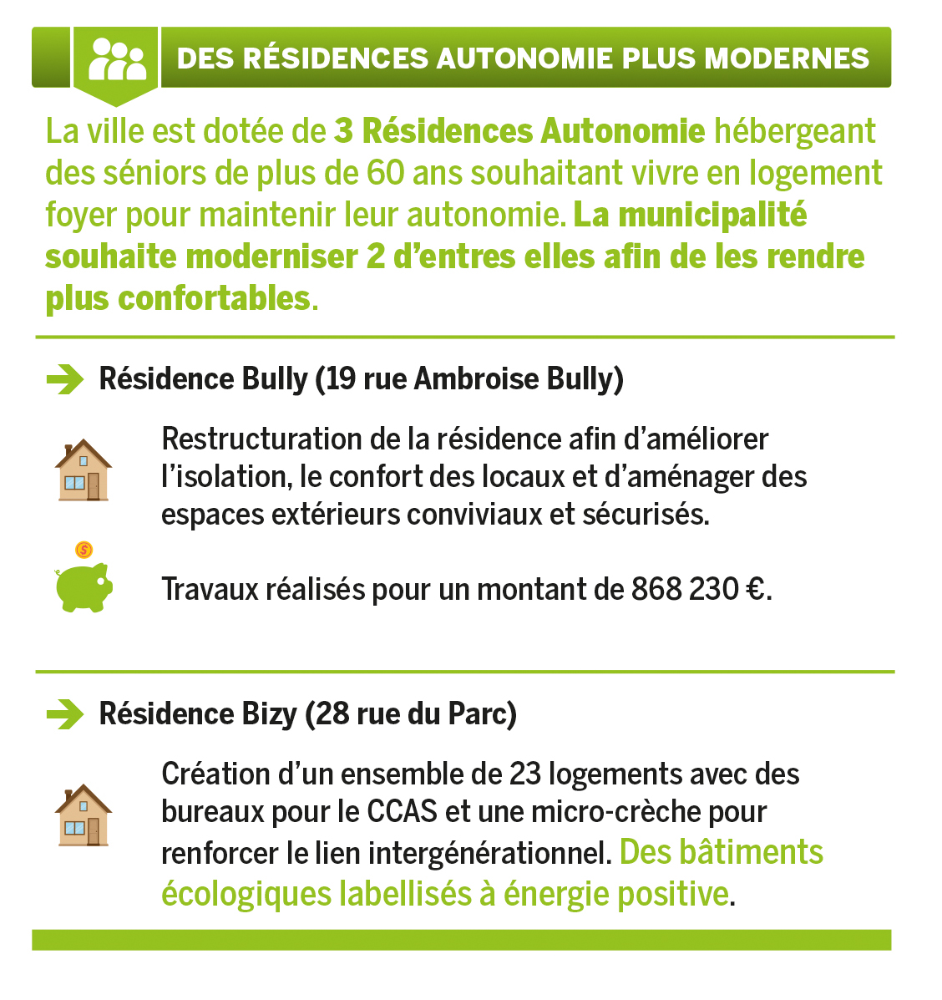 DES RÉSIDENCES AUTONOMIE PLUS MODERNES
La ville est dotée de 3 Résidences Autonomie hébergeant
des séniors de plus de 60 ans souhaitant vivre en logement
foyer pour maintenir leur autonomie. La municipalité
souhaite moderniser 2 d’entres elles afin de les rendre
plus confortables.
Résidence Bully (19 rue Ambroise Bully)
Restructuration de la résidence afin d’améliorer
l’isolation, le confort des locaux et d’aménager des
espaces extérieurs conviviaux et sécurisés.
$
Travaux réalisés pour un montant de 868 230 €.
Résidence Bizy (28 rue du Parc)
Création d’un ensemble de 23 logements avec des
bureaux pour le CCAS et une micro-crèche pour
renforcer le lien intergénérationnel. Des bâtiments
écologiques labellisés à énergie positive.